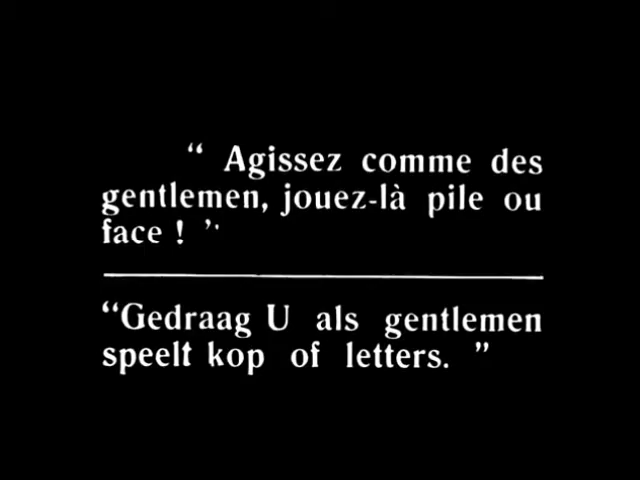 “ Agissez comme des
gentlemen, jouez-là pile ou
face ! ”
“Gedraag U als gentlemen
speelt kop of letters. ”